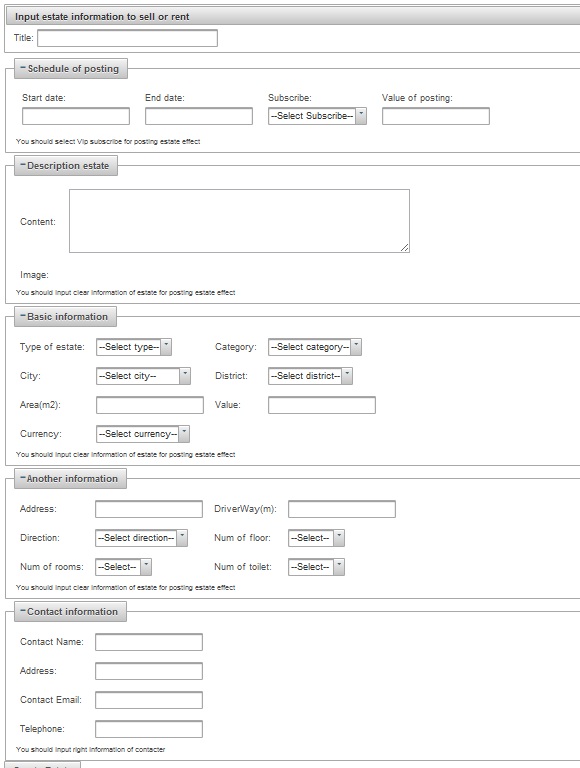 Input estate information to sell or rent
Title:
Schedule of posting
Start date: End date: Subscribe: Value of posting:
--Select Subscribe--
You should select Vip subscribe for posting estate effect
Description estate
Content:
Image:
You should input clear information of estate for posting estate effect
Basic information
Type of estate: --Select type-- Category: --Select category--
City: --Select city-- District: --Select district--
Area(m2): Value:
Currency: --Select currency--
You should input clear information of estate for posting estate effect
Another information
Address: DriverWay(m):
Direction: --Select direction-- Num of floor: --Select--
Num of rooms: --Select-- Num of toilet: --Select--
You should input clear information of estate for posting estate effect
Contact information
Contact Name:
Address:
Contact Email:
Telephone:
You should input right information of contacter